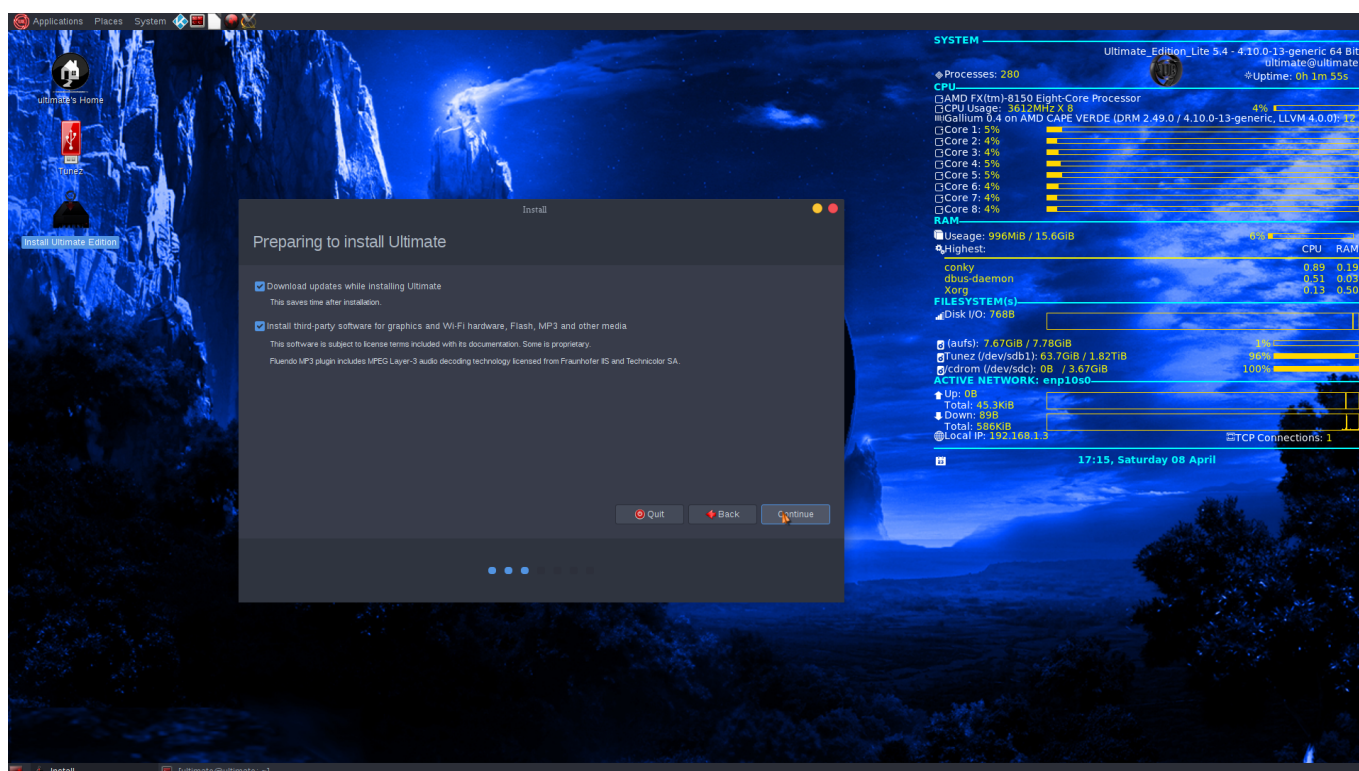 Applications Places System
ultimate's Home
Tunez
Install Ultimate Edition
Install
Preparing to install Ultimate
Download updates while installing Ultimate
This saves time after installation.
Install third-party software for graphics and Wi-Fi hardware, Flash, MP3 and other media
This software is subject to license terms included with its documentation. Some is proprietary.
Fluendo MP3 plugin includes MPEG Layer-3 audio decoding technology licensed from Fraunhofer IIS and Technicolor SA.
Quit Back Continue
SYSTEM
Ultimate_Edition_Lite 5.4 - 4.10.0-13-generic 64 Bit
ultimate@ultimate
Processes: 280 Uptime: 0h 1m 55s
CPU
AMD FX(tm)-8150 Eight-Core Processor
CPU Usage: 3612MHz X 8 4%
Gallium 0.4 on AMD CAPE VERDE (DRM 2.49.0 / 4.10.0-13-generic, LLVM 4.0.0): 12
Core 1: 5%
Core 2: 4%
Core 3: 4%
Core 4: 5%
Core 5: 5%
Core 6: 4%
Core 7: 4%
Core 8: 4%
RAM
Useage: 996MiB / 15.6GiB 6%
Highest: CPU RAM
conky 0.89 0.19
dbus-daemon 0.51 0.03
Xorg 0.13 0.50
FILESYSTEM(s)
Disk I/O: 768B
(aufs): 7.67GiB / 7.78GiB 1%
Tunez (/dev/sdb1): 63.7GiB / 1.82TiB 96%
/cdrom (/dev/sdc): 0B / 3.67GiB 100%
ACTIVE NETWORK: enp10s0
Up: 0B
Total: 45.3KiB
Down: 89B
Total: 586KiB
Local IP: 192.168.1.3 TCP Connections: 1
17:15, Saturday 08 April
Install [ultimate@ultimate: ~]